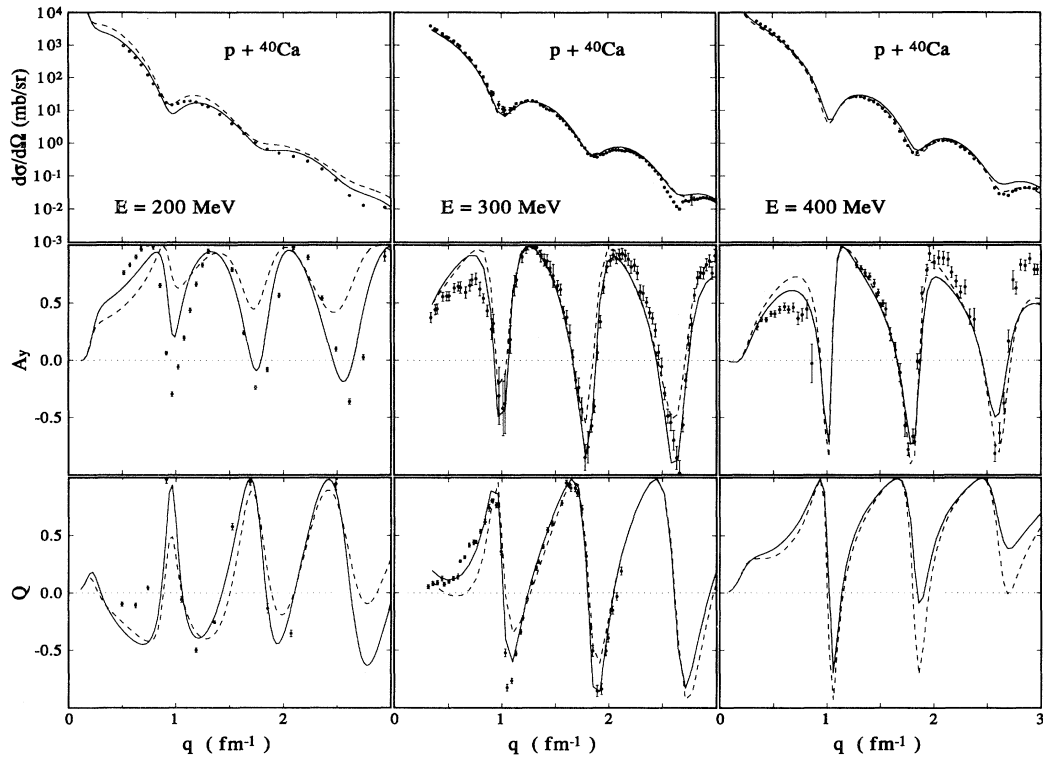 10⁴
10³
10²
10¹
10⁰
10⁻¹
10⁻²
10⁻³
dσ/dΩ (mb/sr)
p + ⁴⁰Ca
E = 200 MeV
p + ⁴⁰Ca
E = 300 MeV
p + ⁴⁰Ca
E = 400 MeV
0.5
0.0
-0.5
Ay
0.5
0.0
-0.5
Q
0 1 2 0 1 2 0 1 2 3
q ( fm⁻¹ ) q ( fm⁻¹ ) q ( fm⁻¹ )